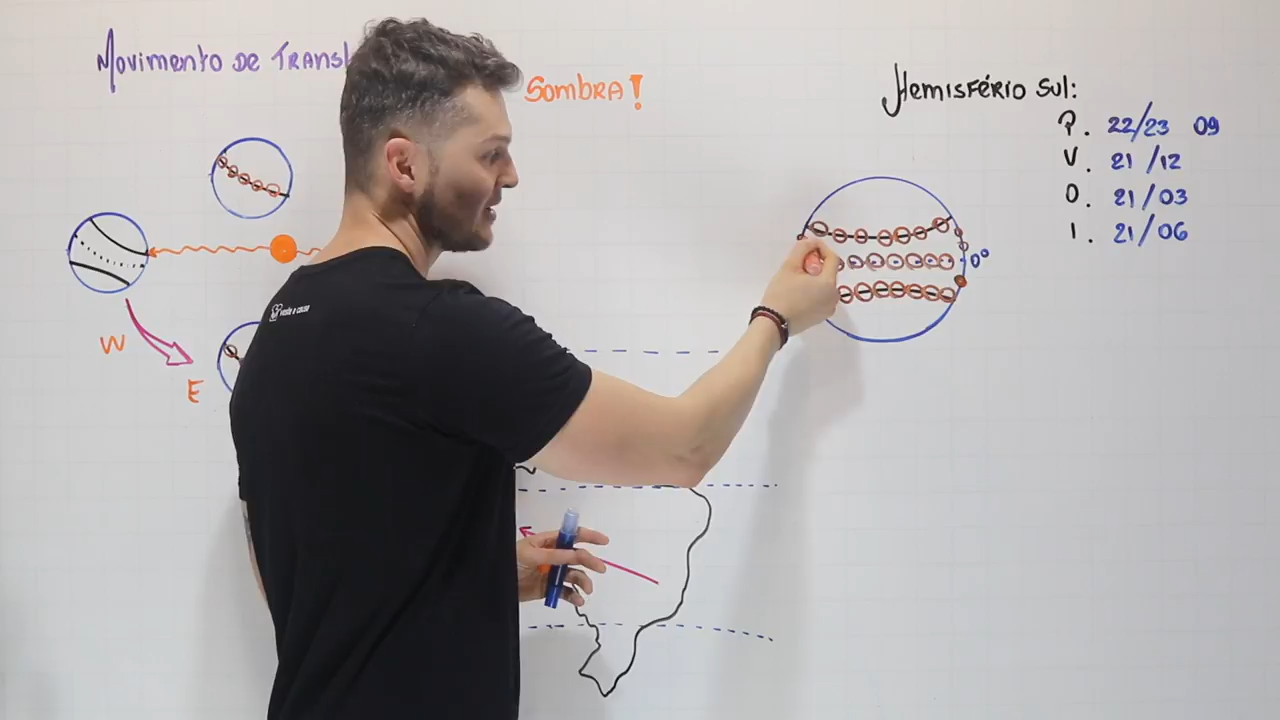 Movimento de Transl
Sombra!
Hemisfério Sul:
P. 22/23 09
V. 21/12
O. 21/03
I. 21/06
0°
W
E